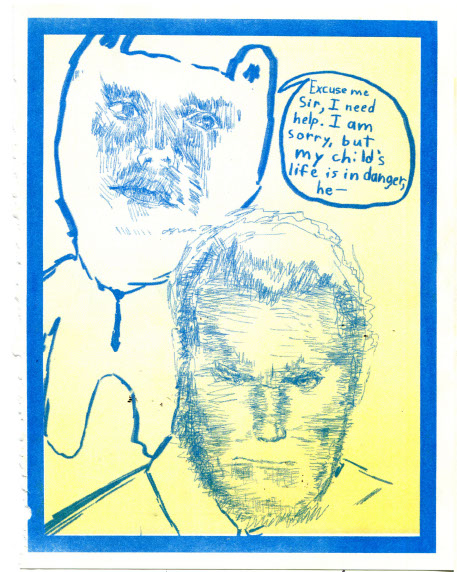 Excuse me
Sir, I need
help. I am
sorry, but
my child's
life is in danger,
he—